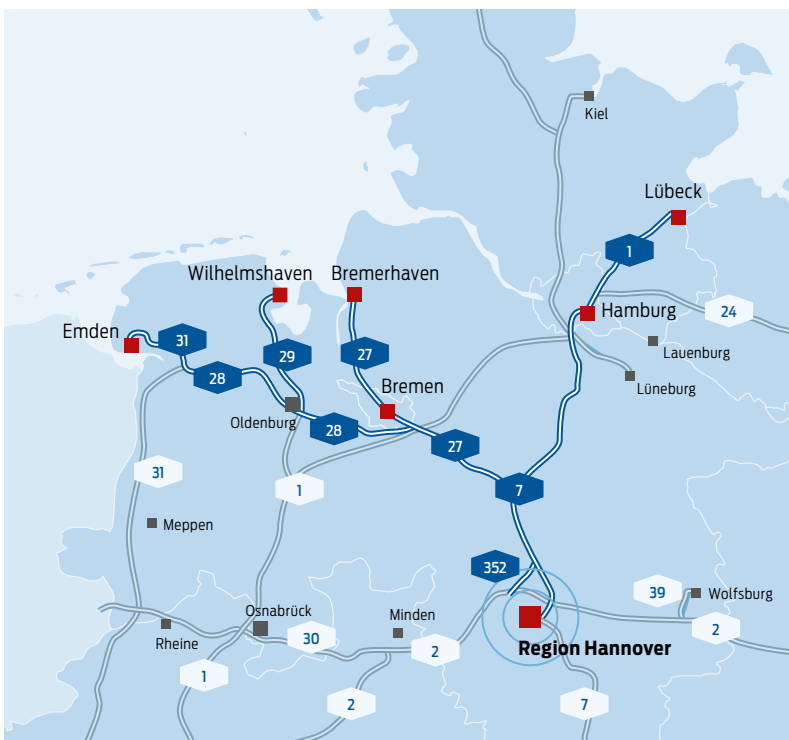 Kiel
Lübeck
1
Wilhelmshaven
Bremerhaven
Hamburg
24
Emden
31
29
27
Lauenburg
28
Lüneburg
Bremen
Oldenburg
28
27
31
1
7
Meppen
352
39
Wolfsburg
Osnabrück
Minden
Rheine
30
2
2
Region Hannover
1
2
7